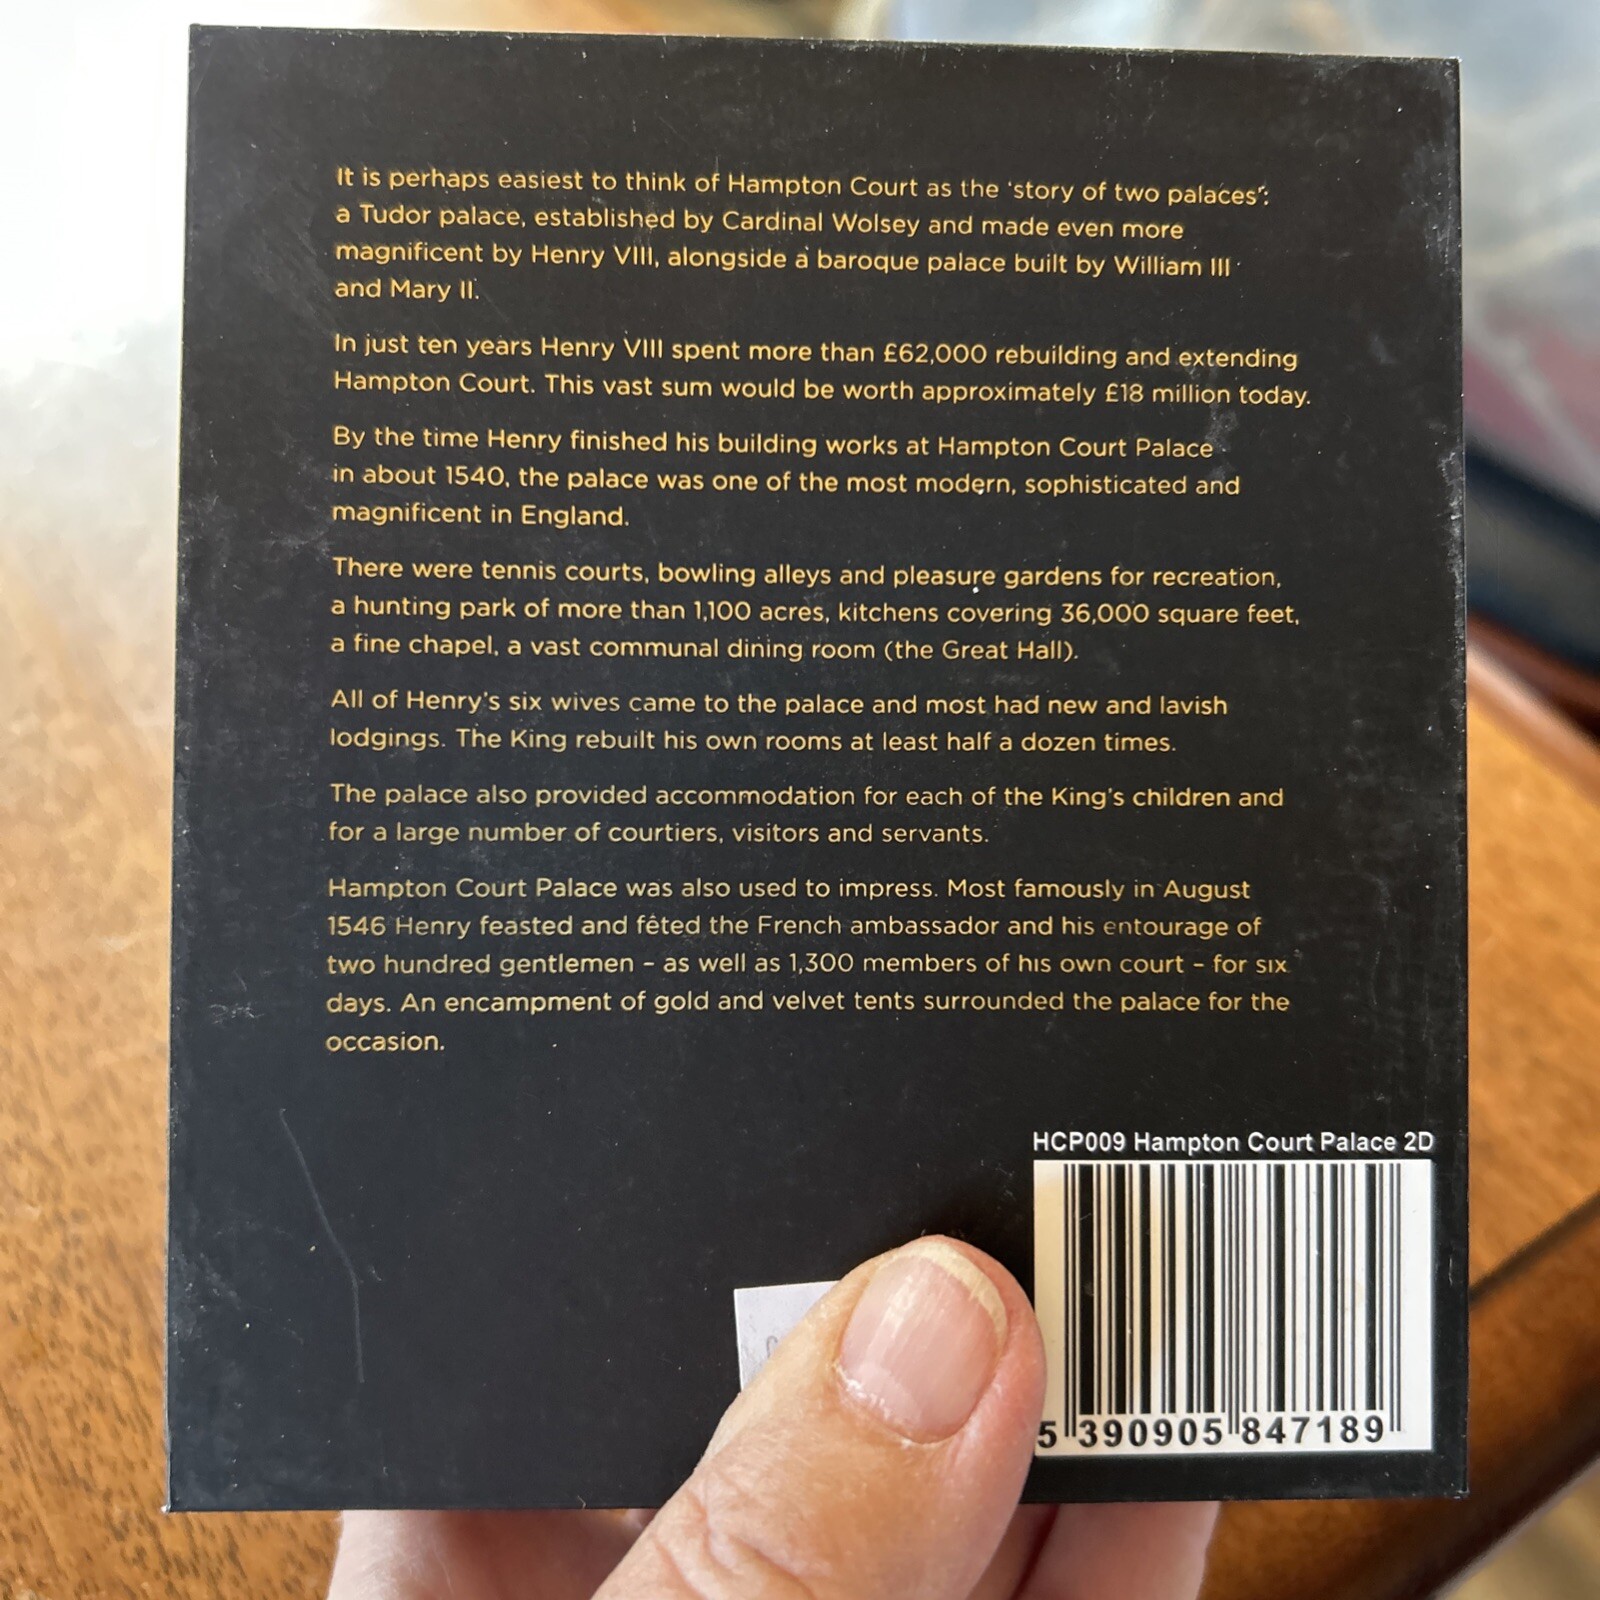 It is perhaps easiest to think of Hampton Court as the 'story of two palaces':
a Tudor palace, established by Cardinal Wolsey and made even more
magnificent by Henry VIII, alongside a baroque palace built by William III
and Mary II.
In just ten years Henry VIII spent more than £62,000 rebuilding and extending
Hampton Court. This vast sum would be worth approximately £18 million today.
By the time Henry finished his building works at Hampton Court Palace
in about 1540, the palace was one of the most modern, sophisticated and
magnificent in England.
There were tennis courts, bowling alleys and pleasure gardens for recreation,
a hunting park of more than 1,100 acres, kitchens covering 36,000 square feet,
a fine chapel, a vast communal dining room (the Great Hall).
All of Henry's six wives came to the palace and most had new and lavish
lodgings. The King rebuilt his own rooms at least half a dozen times.
The palace also provided accommodation for each of the King's children and
for a large number of courtiers, visitors and servants.
Hampton Court Palace was also used to impress. Most famously in August
1546 Henry feasted and fêted the French ambassador and his entourage of
two hundred gentlemen – as well as 1,300 members of his own court – for six
days. An encampment of gold and velvet tents surrounded the palace for the
occasion.
HCP009 Hampton Court Palace 2D
5 390905 847189